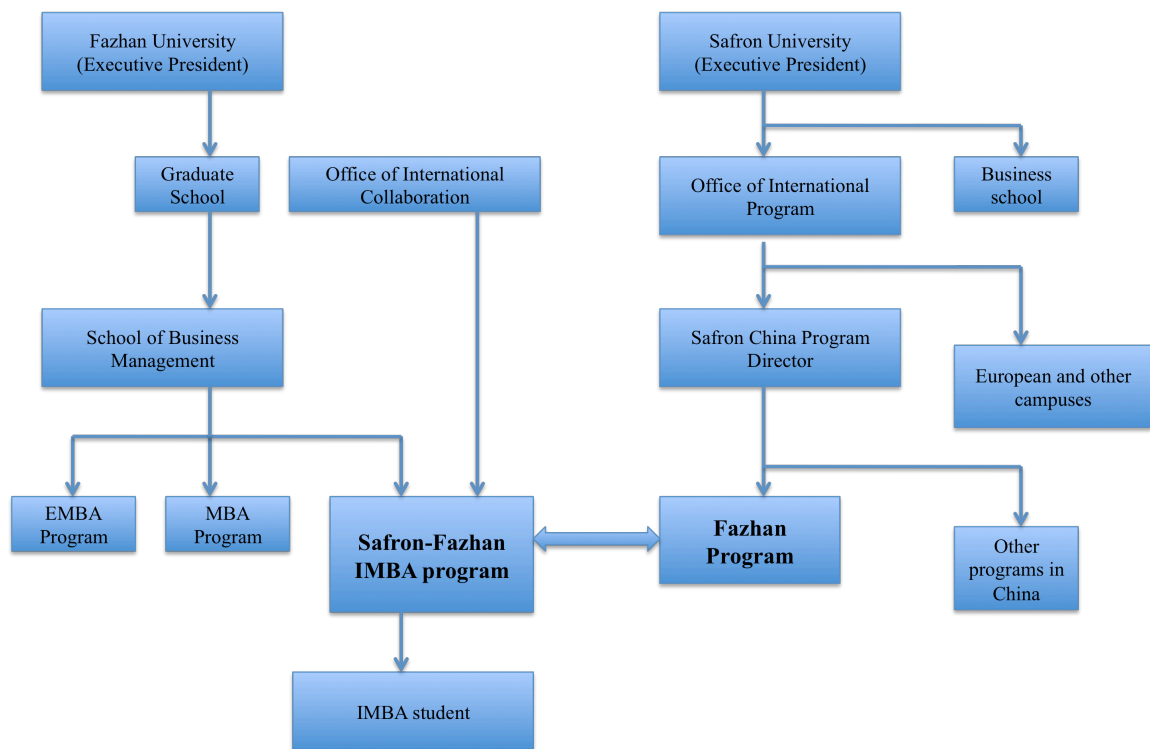 Fazhan University
(Executive President)
Safron University
(Executive President)
Graduate
School
Office of International
Collaboration
Office of International
Program
Business
school
School of Business
Management
Safron China Program
Director
European and other
campuses
EMBA
Program
MBA
Program
Safron-Fazhan
IMBA program
Fazhan
Program
Other
programs in
China
IMBA student